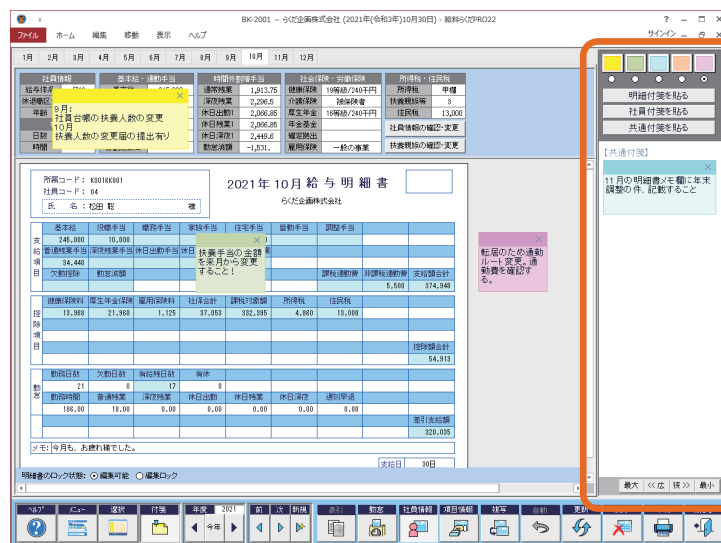 BK-2001 － らくだ企画株式会社 (2021年(令和3年)10月30日) - 給料らくだPRO22
ファイル ホーム 編集 移動 表示 ヘルプ サインイン
1月 2月 3月 4月 5月 6月 7月 8月 9月 10月 11月 12月
社員情報 基本給・通勤手当 時間外割増手当 社会保険・労働保険 所得税・住民税
通常残業 1,913.75 健康保険 19等級/240千円 所得税 甲欄
深夜残業 2,296.5 介護保険 被保険者 扶養親族等 3
年齢 休日出勤1 2,066.85 厚生年金 16等級/240千円 住民税 13,000
休日残業1 2,066.85 年金基金 社員情報の確認・変更
日数 休日深夜1 2,449.6 確定拠出
時間 勤怠減額 -1,531. 雇用保険 一般の事業 扶養親族の確認・変更
9月:
社員台帳の扶養人数の変更
10月
扶養人数の変更届の提出有り
所属コード： K001KK001
社員コード： 04
氏　名： 松田 聡 様
2021年 10月 給 与 明 細 書
らくだ企画株式会社
支給項目
基本給 役職手当 職務手当 家族手当 住宅手当 皆勤手当 調整手当
245,000 10,000
普通残業手当 深夜残業手当 休日出勤手当
34,448
欠勤控除 勤怠減額 課税通勤費 非課税通勤費 支給額合計
5,500 374,948
扶養手当の金額
を来月から変更
すること！
転居のため通勤
ルート変更。通
勤費を確認す
る。
控除項目
健康保険料 厚生年金保険 雇用保険料 社保合計 課税対象額 所得税 住民税
13,968 21,960 1,125 37,053 332,395 4,860 13,000
控除額合計
54,913
勤怠
勤務日数 欠勤日数 有給残日数 有休
21 0 17 0
勤務時間 普通残業 深夜残業 休日出勤 休日残業 休日深夜 遅刻早退
186.00 18.00 0.00 0.00 0.00 0.00 0.00
差引支給額
320,035
メモ: 今月も、お疲れ様でした。
支給日 30日
明細書のロック状態: 編集可能 編集ロック
明細付箋を貼る
社員付箋を貼る
共通付箋を貼る
【共通付箋】
11月の明細書メモ欄に年末
調整の件、記載すること
最大 <<広 狭>> 最小
ヘルプ メニュー 選択 付箋 年度 2021 前 次 新規 表引 勤怠 社員情報 項目情報 複写 自動 更新
今年